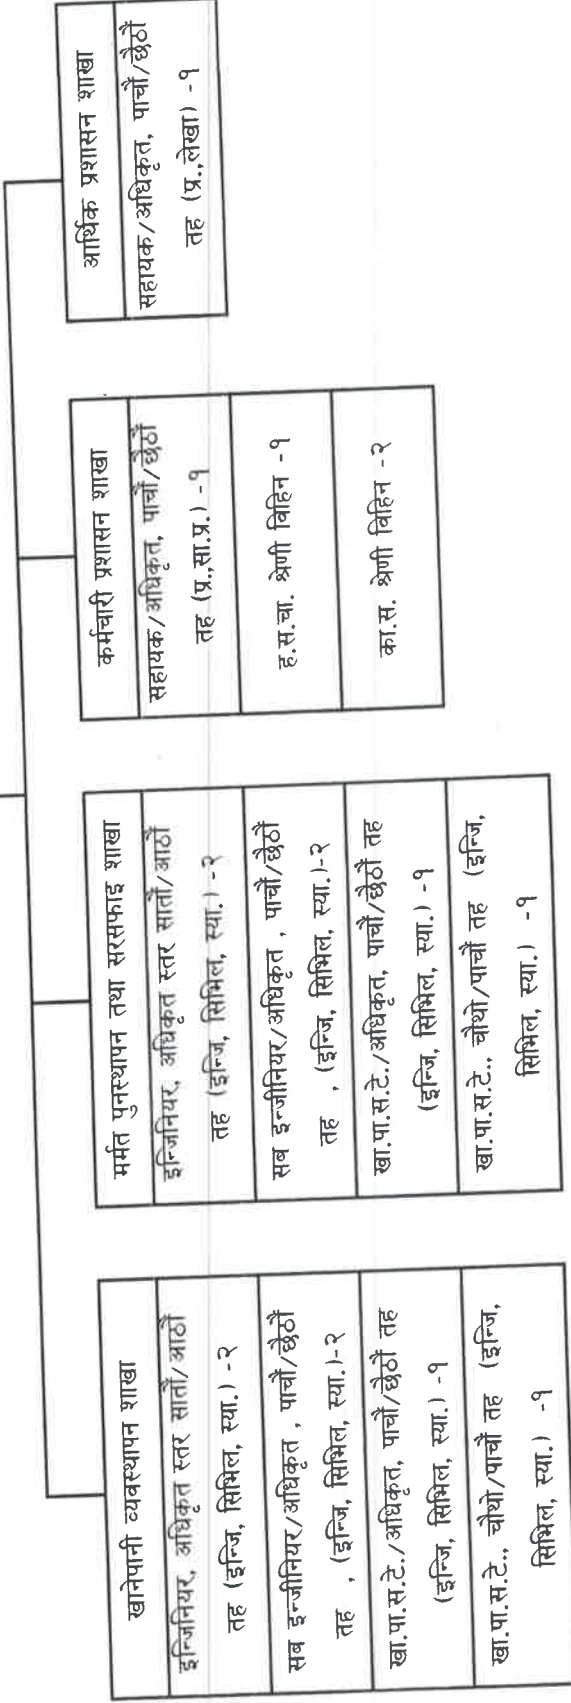 खानेपानी व्यवस्थापन शाखा
इन्जिनियर, अधिकृत स्तर सातौं/आठौं
तह (इन्जि, सिभिल, स्या.) -२
सब इन्जीनियर/अधिकृत , पाचौं/छैठौं
तह , (इन्जि, सिभिल, स्या.)-२
खा.पा.स.टे./अधिकृत, पाचौं/छैठौं तह
(इन्जि, सिभिल, स्या.) -१
खा.पा.स.टे., चौथो/पाचौं तह (इन्जि,
सिभिल, स्या.) -१
मर्मत पुनस्थापन तथा सरसफाइ शाखा
इन्जिनियर, अधिकृत स्तर सातौं/आठौं
तह (इन्जि, सिभिल, स्या.) -२
सब इन्जीनियर/अधिकृत , पाचौं/छैठौं
तह , (इन्जि, सिभिल, स्या.)-२
खा.पा.स.टे./अधिकृत, पाचौं/छैठौं तह
(इन्जि, सिभिल, स्या.) -१
खा.पा.स.टे., चौथो/पाचौं तह (इन्जि,
सिभिल, स्या.) -१
कर्मचारी प्रशासन शाखा
सहायक/अधिकृत, पाचौं/छैठौं
तह (प्र.,सा.प्र.) -१
ह.स.चा. श्रेणी विहिन -१
का.स. श्रेणी विहिन -२
आर्थिक प्रशासन शाखा
सहायक/अधिकृत, पाचौं/छैठौं
तह (प्र.,लेखा) -१